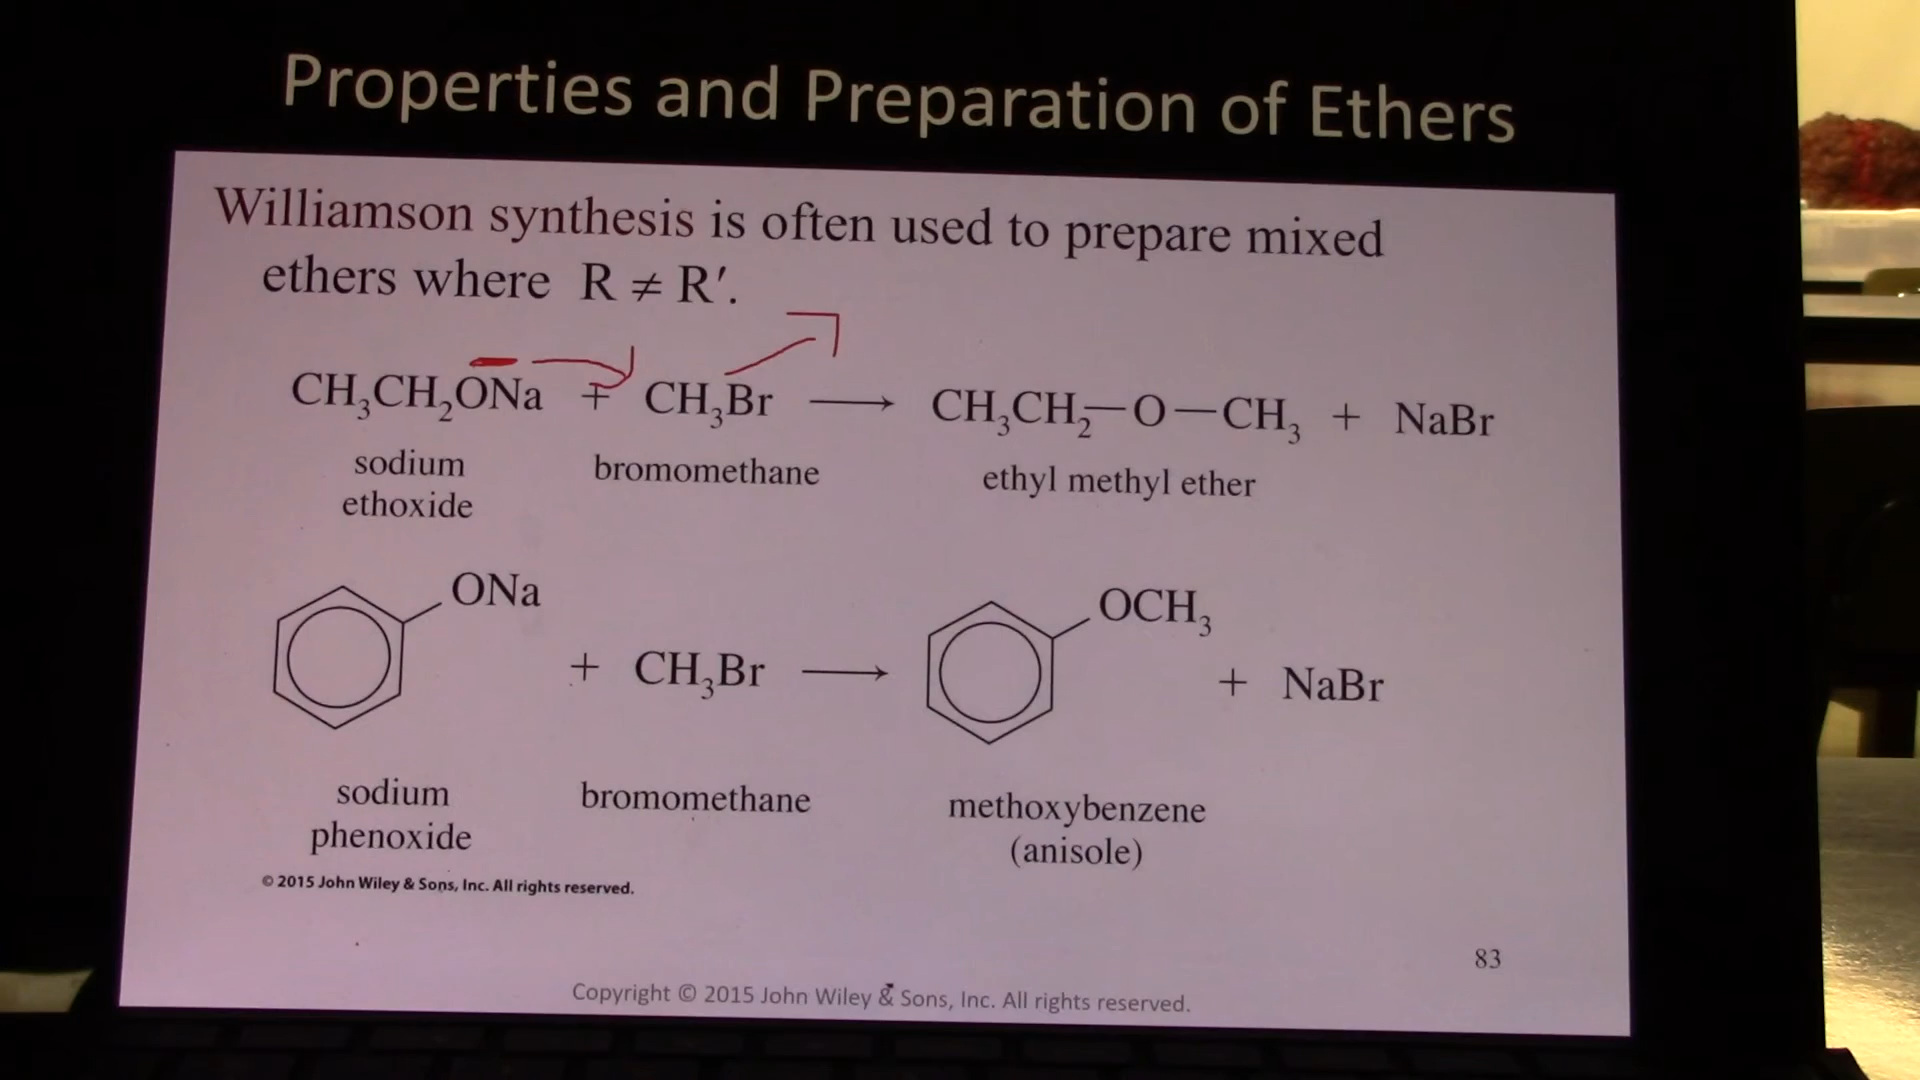 Properties and Preparation of Ethers
Williamson synthesis is often used to prepare mixed
ethers where R ≠ R′.
CH₃CH₂ONa + CH₃Br ⟶ CH₃CH₂—O—CH₃ + NaBr
sodium ethoxide bromomethane ethyl methyl ether
ONa + CH₃Br ⟶ OCH₃ + NaBr
sodium phenoxide bromomethane methoxybenzene (anisole)
© 2015 John Wiley & Sons, Inc. All rights reserved.
83
Copyright © 2015 John Wiley & Sons, Inc. All rights reserved.